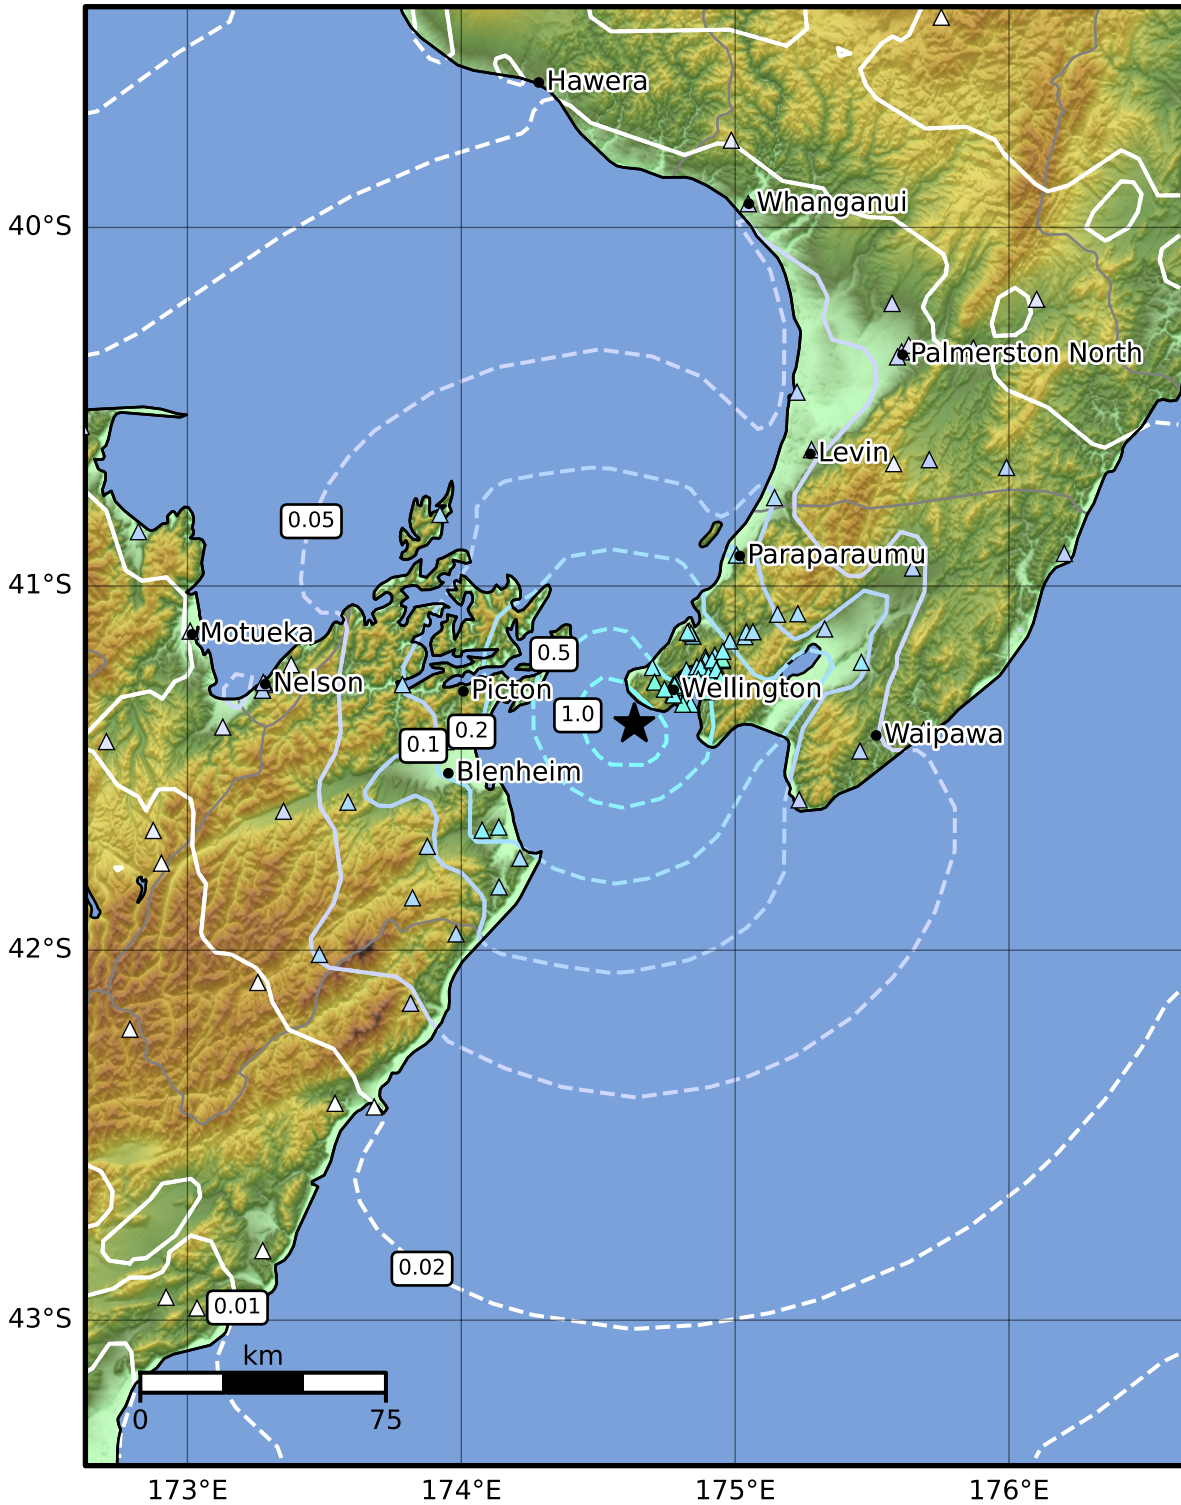 Hawera
Whanganui
40°S
Palmerston North
Levin
0.05
Paraparaumu
41°S
Motueka
0.5
Nelson
Picton
Wellington
1.0
0.2
0.1
Waipawa
Blenheim
42°S
0.02
0.01
43°S
km
0
75
173°E
174°E
175°E
176°E